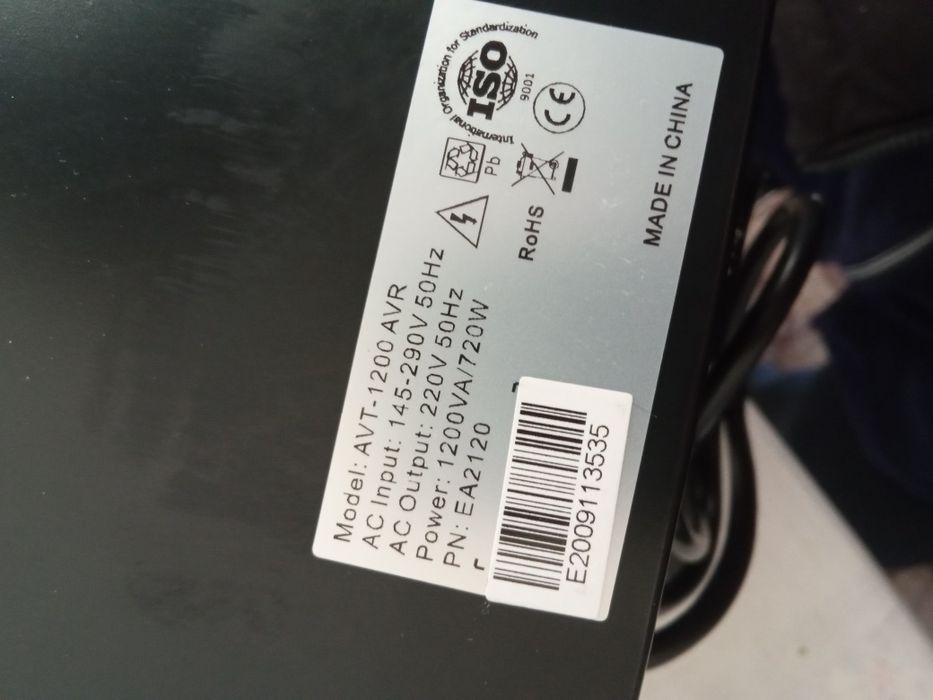 Model: AVT-1200 AVR
AC Input: 145-290V 50Hz
AC Output: 220V 50Hz
Power: 1200VA/720W
PN: EA2120
E2009113535
Pb
RoHS
International Organization for Standardization
ISO
9001
CE
MADE IN CHINA